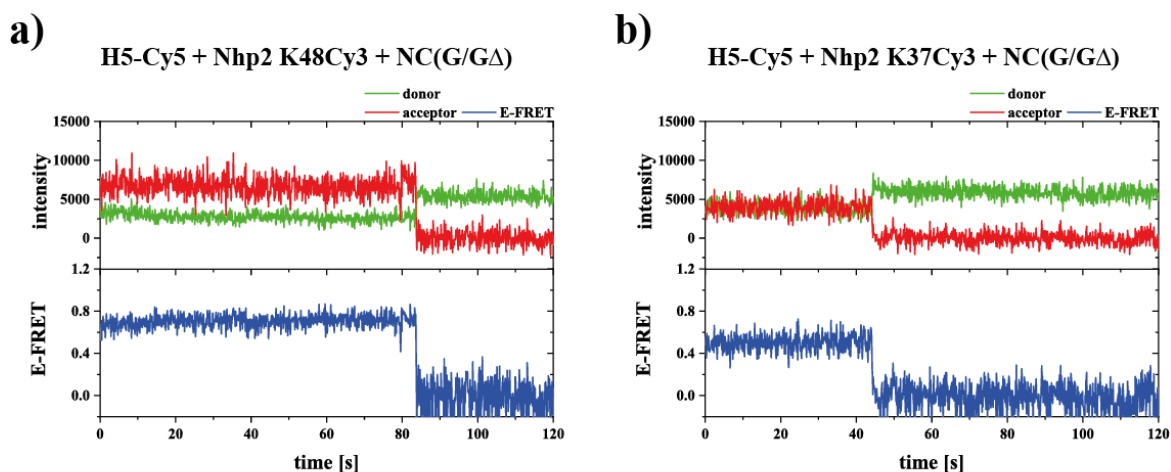 a)
H5-Cy5 + Nhp2 K48Cy3 + NC(G/GΔ)
donor
acceptor E-FRET
15000
10000
5000
0
intensity
1.2
0.8
0.4
0.0
E-FRET
0 20 40 60 80 100 120
time [s]
b)
H5-Cy5 + Nhp2 K37Cy3 + NC(G/GΔ)
donor
acceptor E-FRET
15000
10000
5000
0
intensity
1.2
0.8
0.4
0.0
E-FRET
0 20 40 60 80 100 120
time [s]